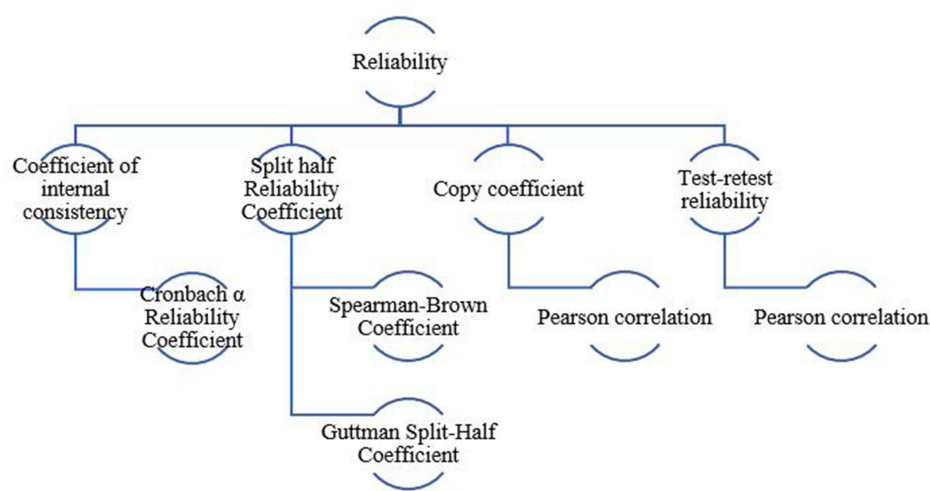 Reliability
Coefficient of
internal
consistency
Split half
Reliability
Coefficient
Copy coefficient
Test-retest
reliability
Cronbach α
Reliability
Coefficient
Spearman-Brown
Coefficient
Pearson correlation
Pearson correlation
Guttman Split-Half
Coefficient